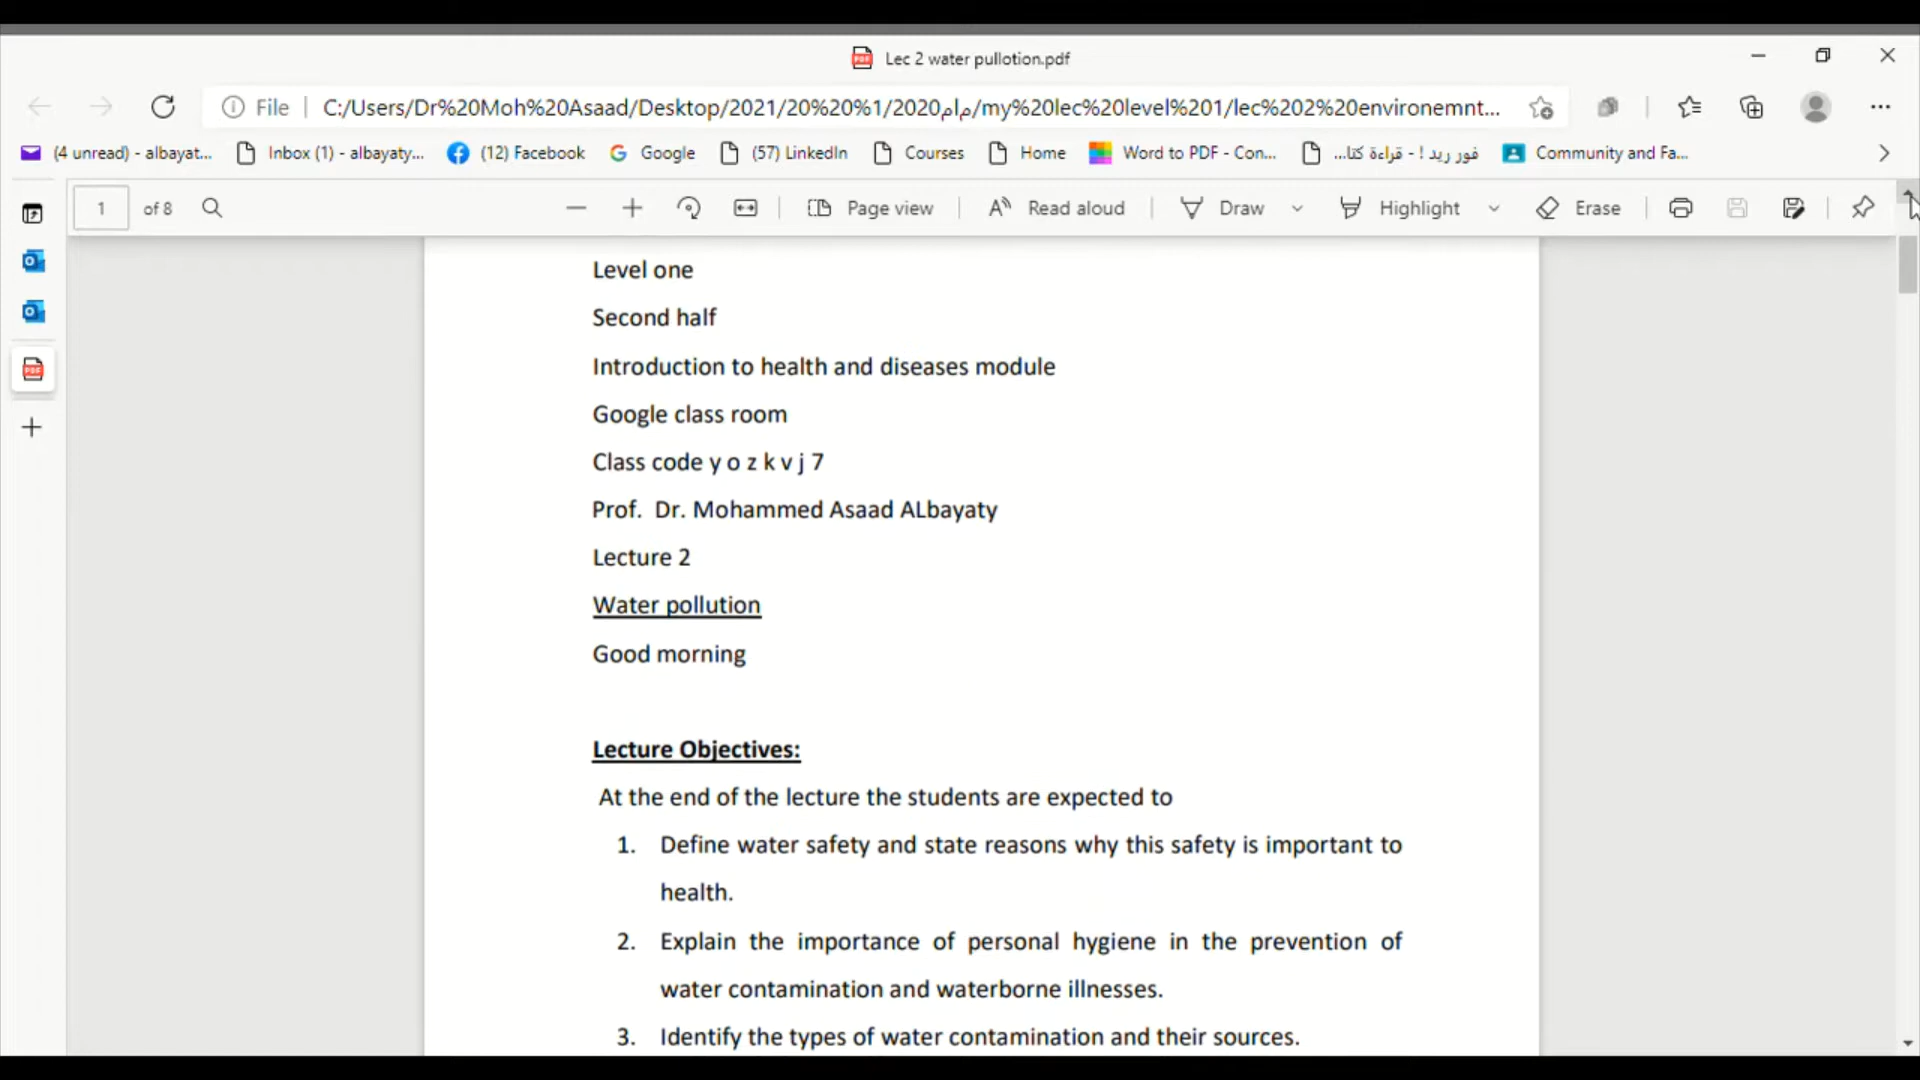 Lec 2 water pullotion.pdf
File
C:/Users/Dr%20Moh%20Asaad/Desktop/2021/20%20%1/2020مام/my%20lec%20level%201/lec%202%20environemnt...
(4 unread) - albayat...
Inbox (1) - albayaty...
(12) Facebook
Google
(57) LinkedIn
Courses
Home
Word to PDF - Con...
فور ريد ! - قراءة كتا...
Community and Fa...
1 of 8
Page view
Read aloud
Draw
Highlight
Erase
Level one
Second half
Introduction to health and diseases module
Google class room
Class code y o z k v j 7
Prof. Dr. Mohammed Asaad ALbayaty
Lecture 2
Water pollution
Good morning
Lecture Objectives:
At the end of the lecture the students are expected to
1. Define water safety and state reasons why this safety is important to
health.
2. Explain the importance of personal hygiene in the prevention of
water contamination and waterborne illnesses.
3. Identify the types of water contamination and their sources.